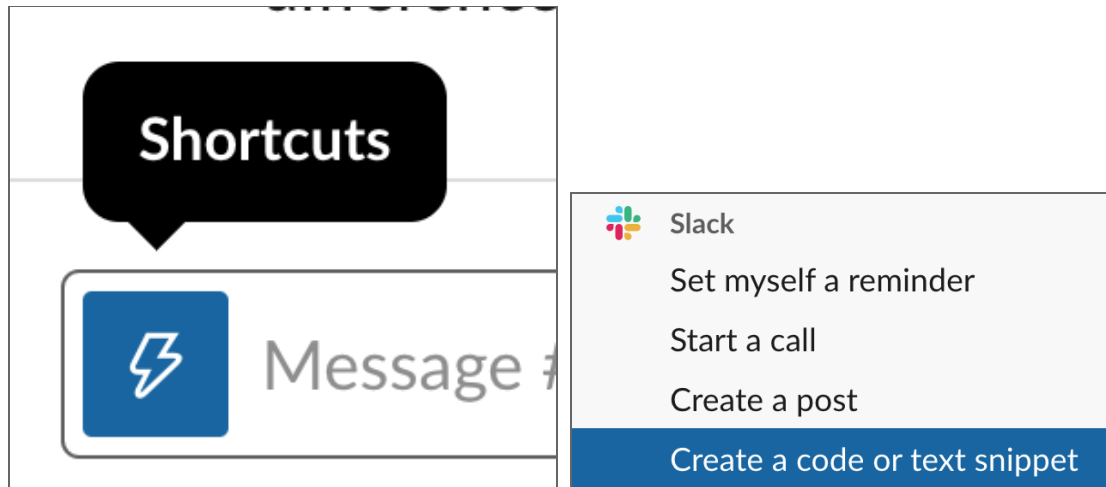 Shortcuts
Message #
Slack
Set myself a reminder
Start a call
Create a post
Create a code or text snippet